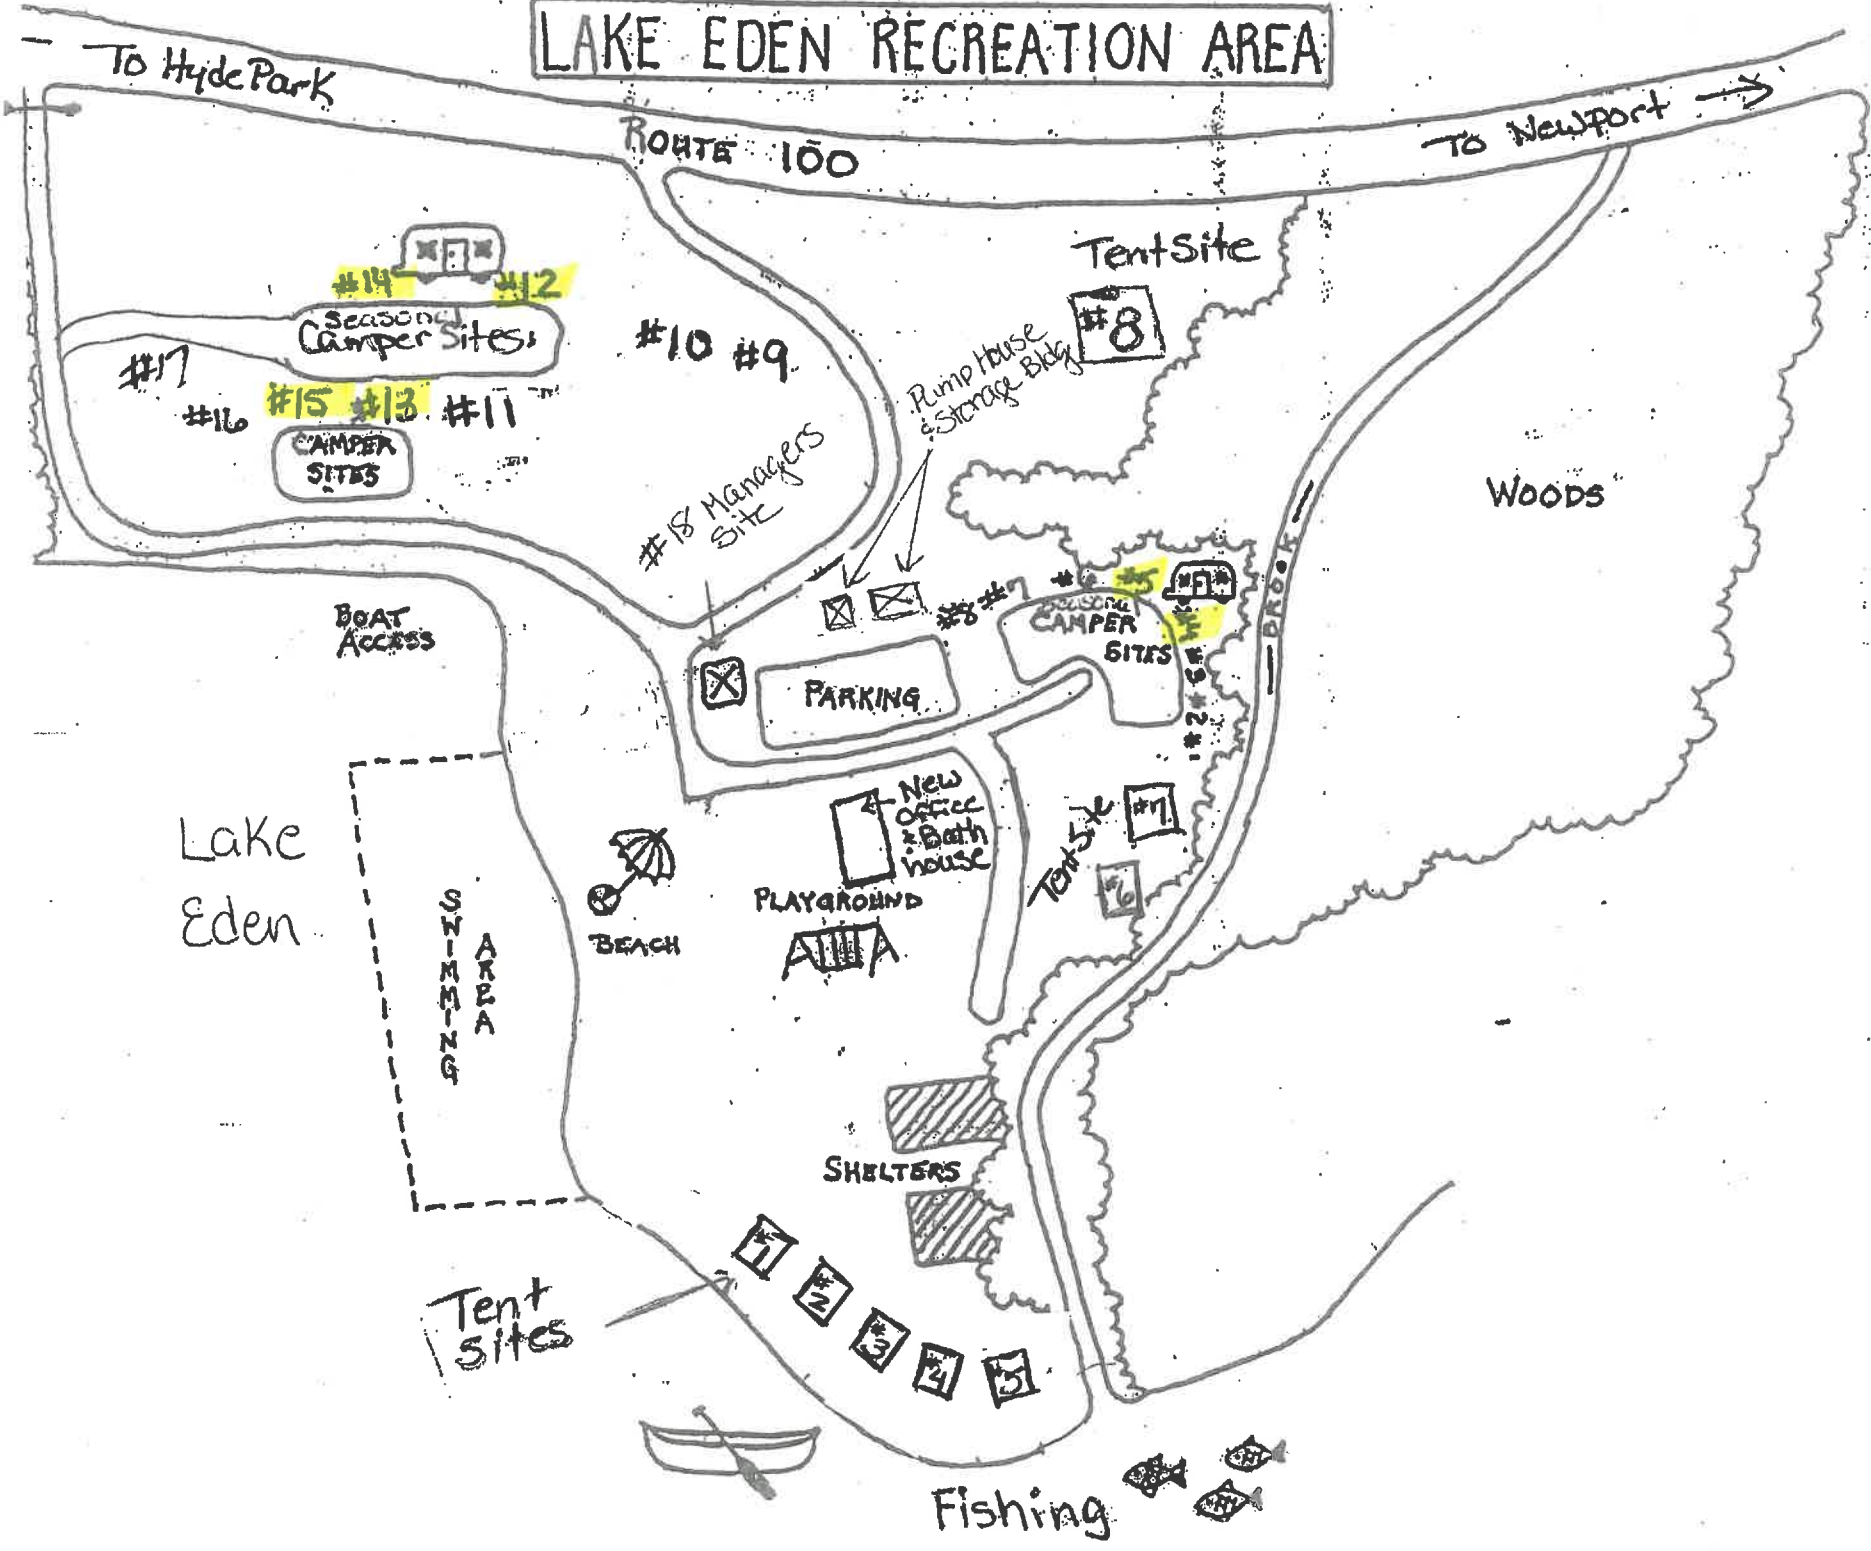 LAKE EDEN RECREATION AREA
To Hyde Park
ROUTE 100
To Newport
#14
#12
Seasonal
Camper Sites
#17
#16
#15
#13
#11
CAMPER
SITES
#10
#9
Tent Site
#8
Pump House
& Storage Bldg
#18 Managers
Site
WOODS
BROOK
BOAT
ACCESS
#8
#7
#5
Seasonal
CAMPER
SITES
#3
#2
#1
PARKING
New
Office
& Bath
house
Tent Site
#7
#6
Lake
Eden
SWIMMING
AREA
BEACH
PLAYGROUND
SHELTERS
Tent
Sites
#1
#2
#3
#4
#5
Fishing